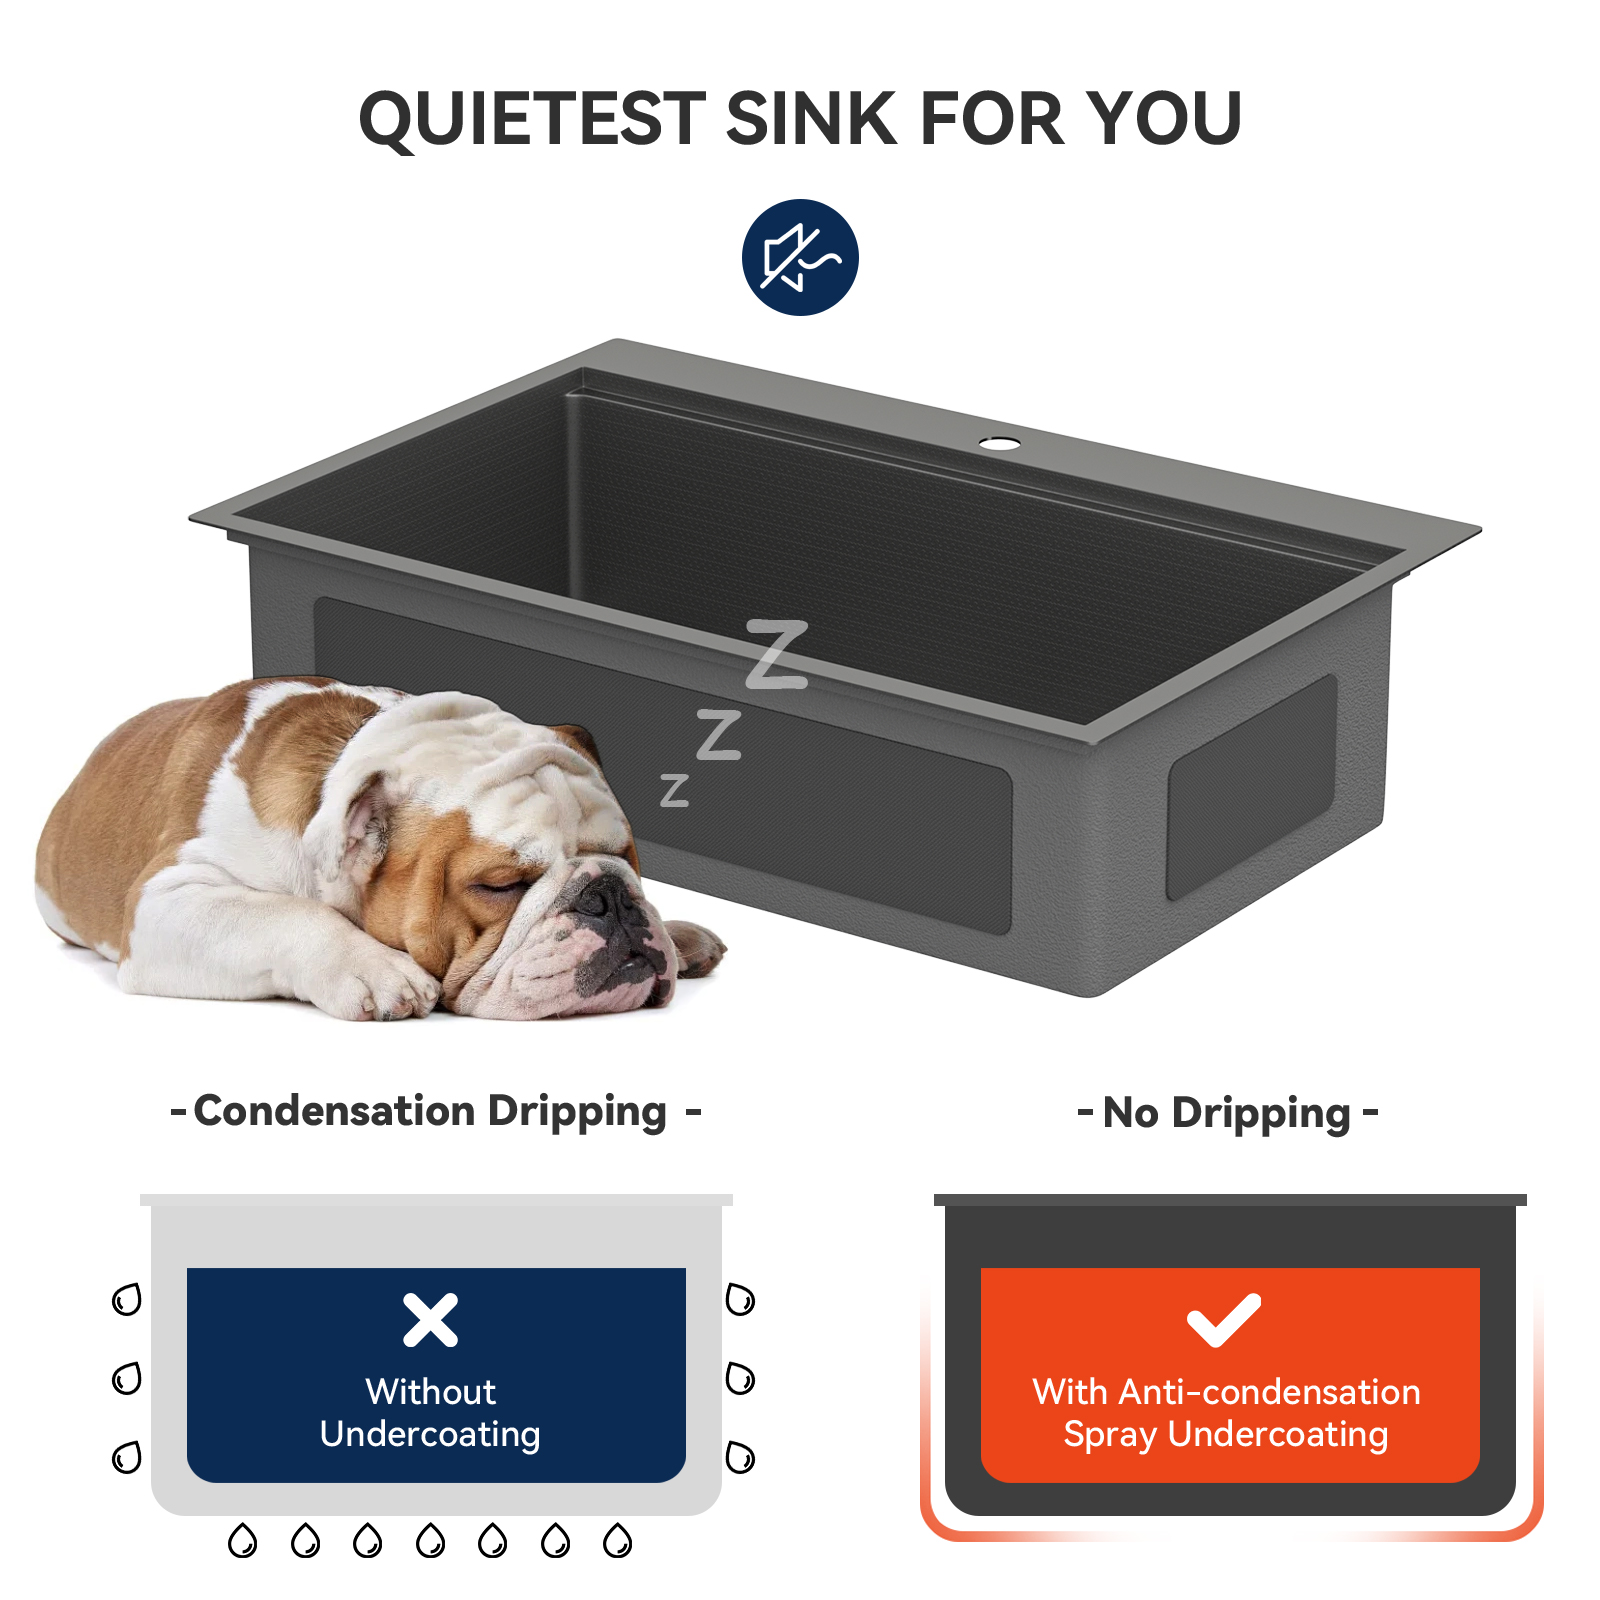 QUIETEST SINK FOR YOU
Z
Z
Z
- Condensation Dripping -
- No Dripping -
Without
Undercoating
With Anti-condensation
Spray Undercoating